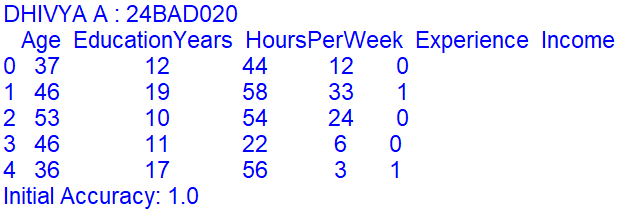 DHIVYA A : 24BAD020
Age EducationYears HoursPerWeek Experience Income
0 37 12 44 12 0
1 46 19 58 33 1
2 53 10 54 24 0
3 46 11 22 6 0
4 36 17 56 3 1
Initial Accuracy: 1.0